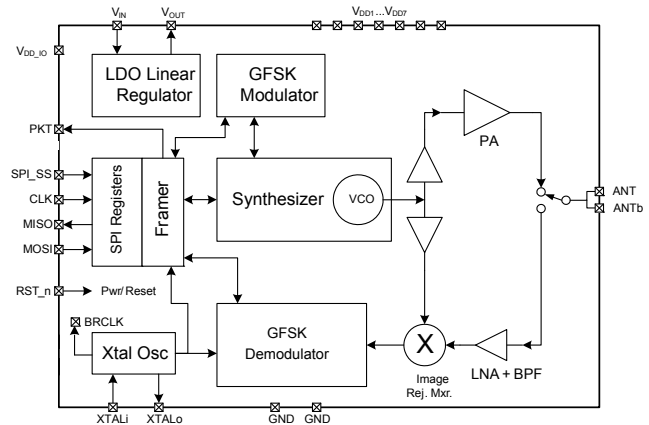 VIN
VOUT
VDD1 ... VDD7
VDD_IO
LDO Linear
Regulator
GFSK
Modulator
PKT
PA
SPI_SS
CLK
MISO
MOSI
SPI Registers
Framer
Synthesizer
VCO
ANT
ANTb
RST_n
Pwr/Reset
BRCLK
Xtal Osc
GFSK
Demodulator
X
LNA + BPF
Image
Rej. Mxr.
XTALi
XTALo
GND
GND